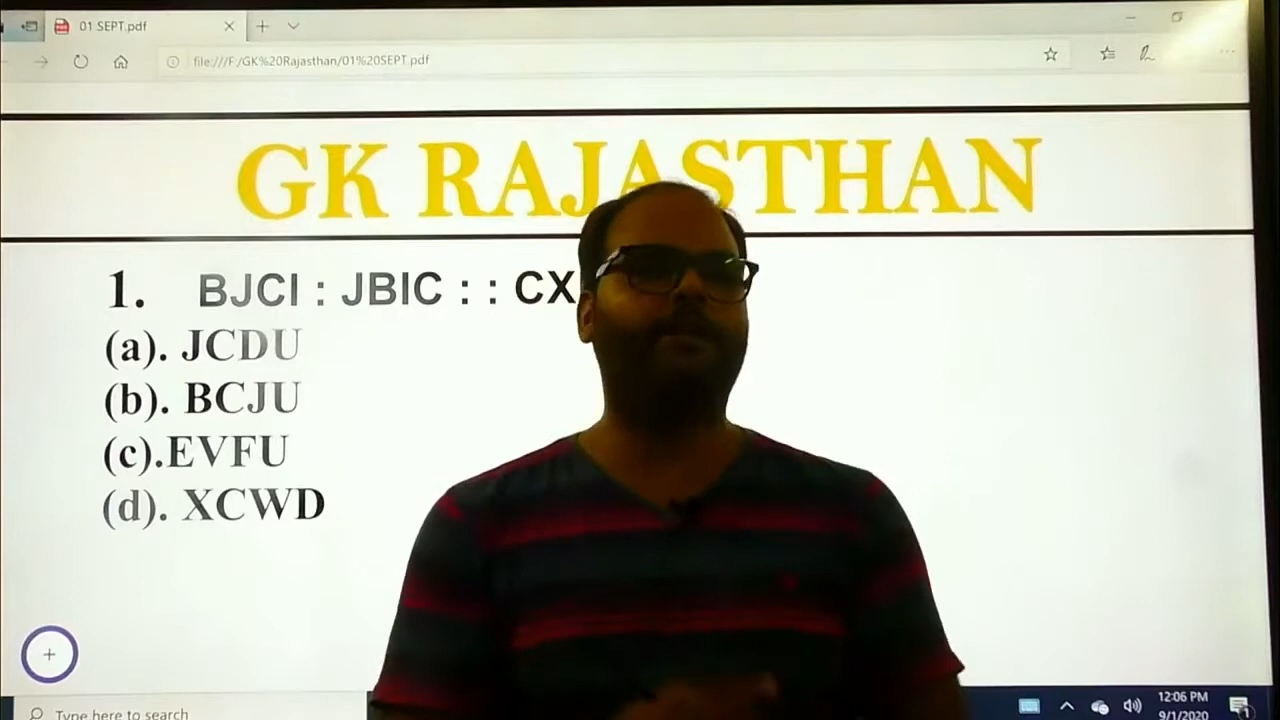 01 SEPT.pdf
file:///F:/GK%20Rajasthan/01%20SEPT.pdf
GK RAJASTHAN
1. BJCI : JBIC : : CX
(a). JCDU
(b). BCJU
(c).EVFU
(d). XCWD
Type here to search
12:06 PM
9/1/2020